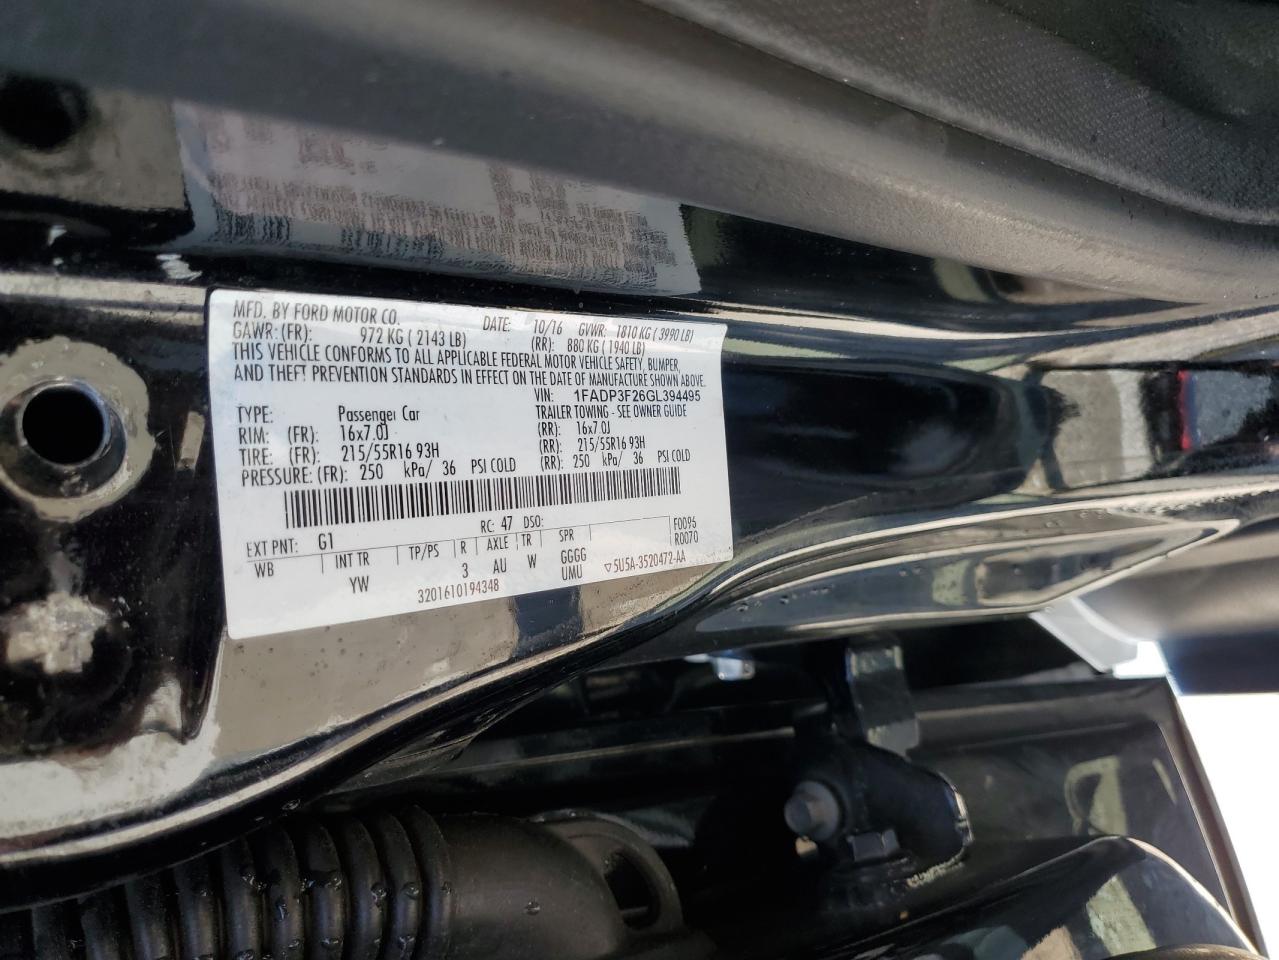 MFD. BY FORD MOTOR CO.
DATE: 10/16 GVWR: 1810 KG ( 3990 LB)
GAWR: (FR): 972 KG ( 2143 LB) (RR): 880 KG ( 1940 LB)
THIS VEHICLE CONFORMS TO ALL APPLICABLE FEDERAL MOTOR VEHICLE SAFETY, BUMPER,
AND THEFT PREVENTION STANDARDS IN EFFECT ON THE DATE OF MANUFACTURE SHOWN ABOVE.
VIN: 1FADP3F26GL394495
TYPE: Passenger Car TRAILER TOWING - SEE OWNER GUIDE
RIM: (FR): 16x7.0J (RR): 16x7.0J
TIRE: (FR): 215/55R16 93H (RR): 215/55R16 93H
PRESSURE: (FR): 250 kPa/ 36 PSI COLD (RR): 250 kPa/ 36 PSI COLD
EXT PNT: G1 RC: 47 DSO: F0096
R0070
WB INT TR TP/PS R AXLE TR SPR
YW 3 AU W GGGG
UMU
▽5U5A-3520472-AA
3201610194348